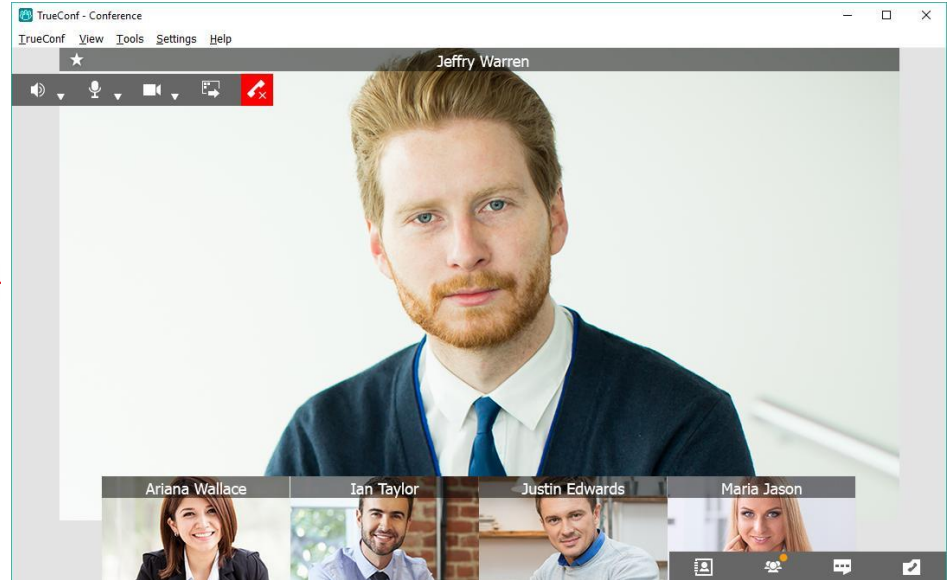 TrueConf - Conference
TrueConf View Tools Settings Help
Jeffry Warren
Ariana Wallace Ian Taylor Justin Edwards Maria Jason